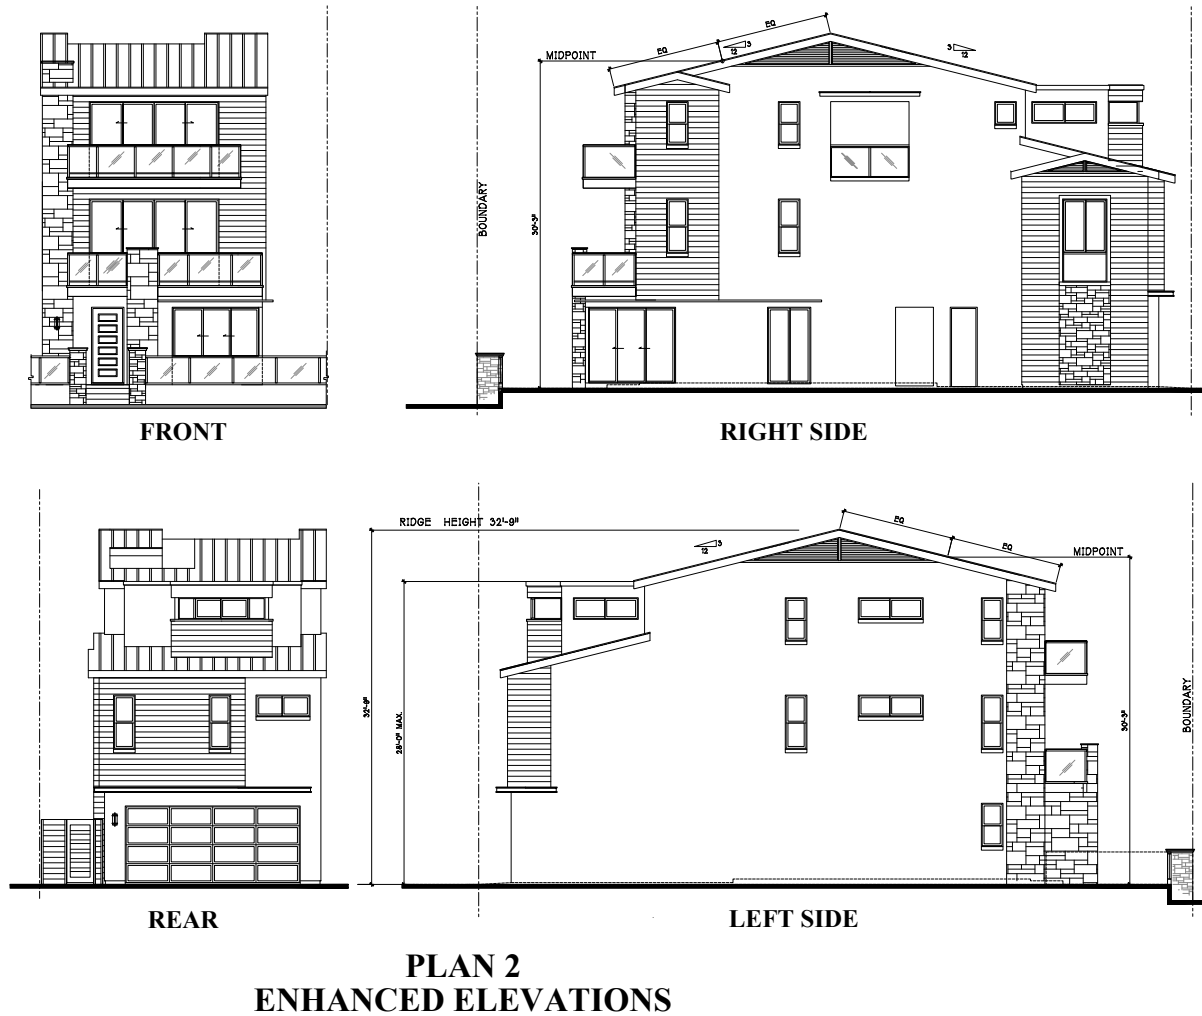 EQ
EQ
3
12
3
12
MIDPOINT
BOUNDARY
30'-3"
FRONT
RIGHT SIDE
RIDGE HEIGHT 32'-9"
EQ
EQ
3
12
MIDPOINT
32'-9"
28'-0" MAX.
30'-3"
BOUNDARY
REAR
LEFT SIDE
PLAN 2
ENHANCED ELEVATIONS